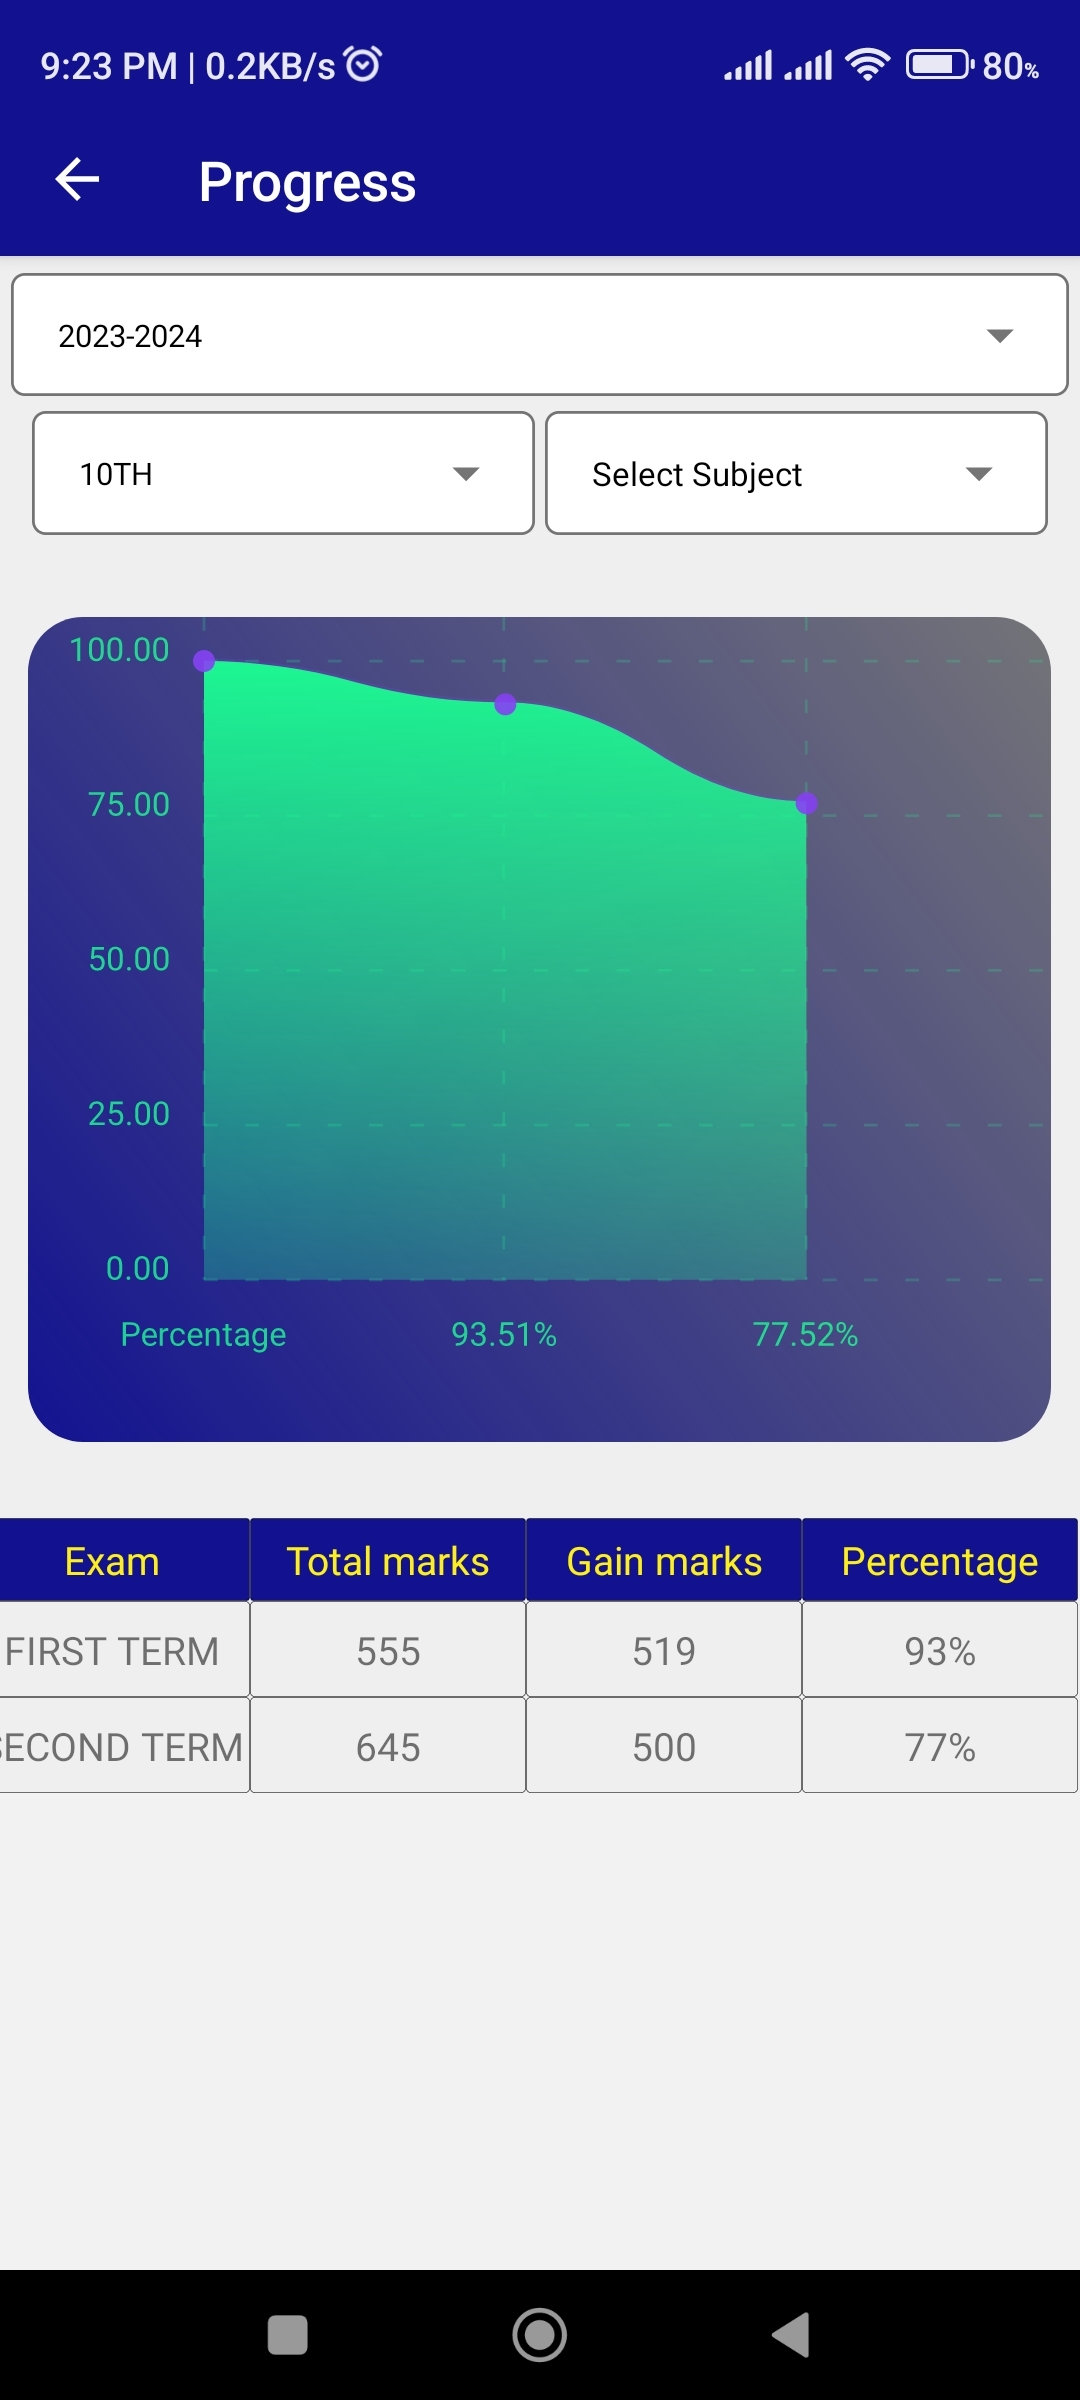 9:23 PM | 0.2KB/s 80%
Progress
2023-2024
10TH Select Subject
100.00
75.00
50.00
25.00
0.00
Percentage 93.51% 77.52%
Exam Total marks Gain marks Percentage
FIRST TERM 555 519 93%
SECOND TERM 645 500 77%